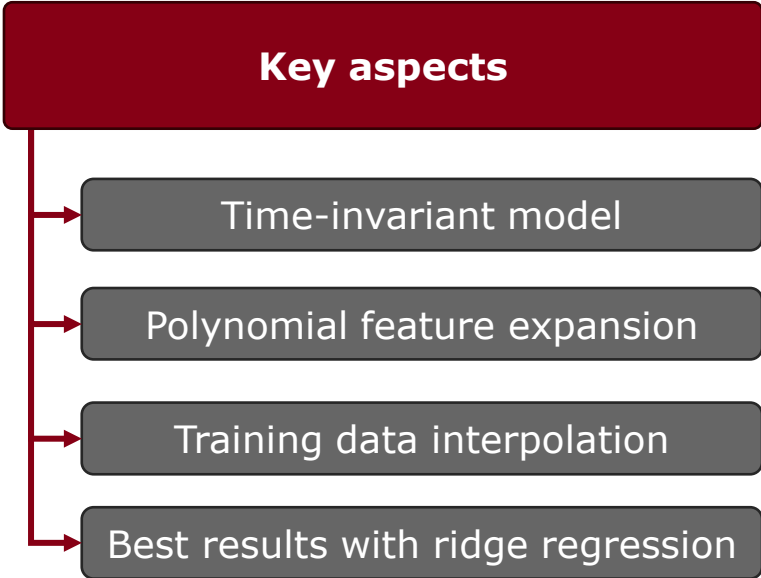 Key aspects
Time-invariant model
Polynomial feature expansion
Training data interpolation
Best results with ridge regression